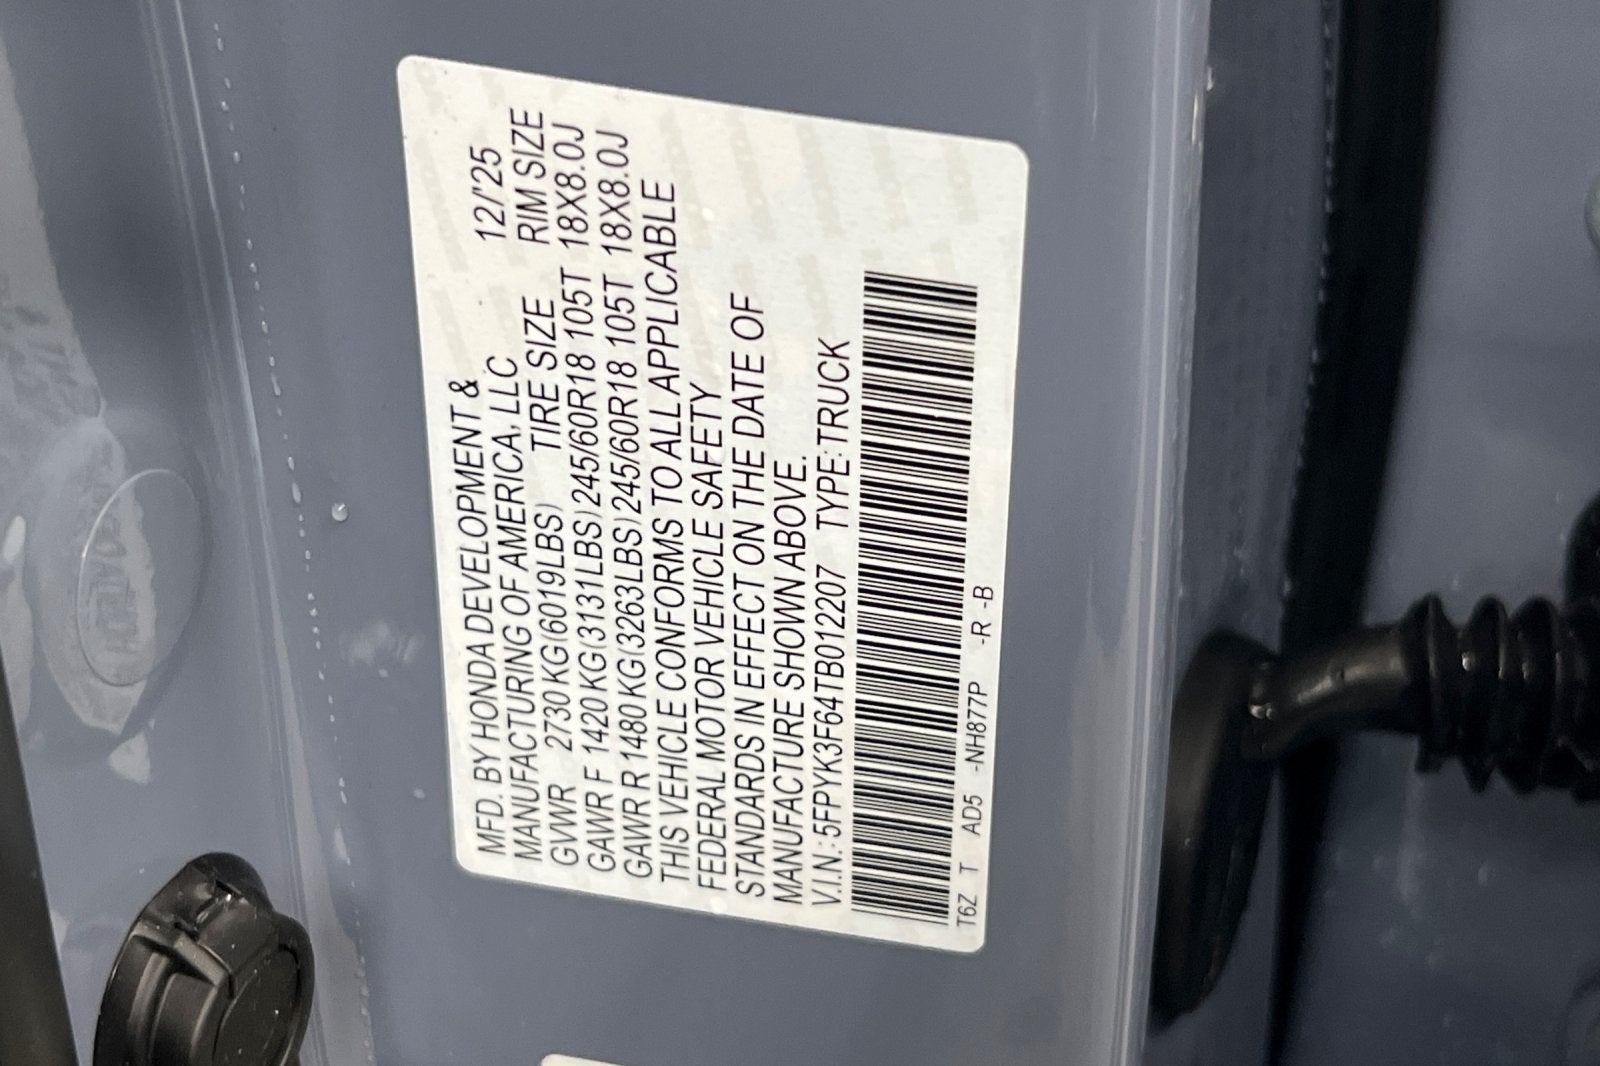 MFD. BY HONDA DEVELOPMENT &
MANUFACTURING OF AMERICA, LLC 12/'25
GVWR 2730 KG(6019LBS) TIRE SIZE RIM SIZE
GAWR F 1420 KG(3131LBS) 245/60R18 105T 18X8.0J
GAWR R 1480 KG(3263LBS) 245/60R18 105T 18X8.0J
THIS VEHICLE CONFORMS TO ALL APPLICABLE
FEDERAL MOTOR VEHICLE SAFETY
STANDARDS IN EFFECT ON THE DATE OF
MANUFACTURE SHOWN ABOVE.
V.I.N.: 5FPYK3F64TB012207 TYPE: TRUCK
T6Z T AD5 -NH877P -R -B